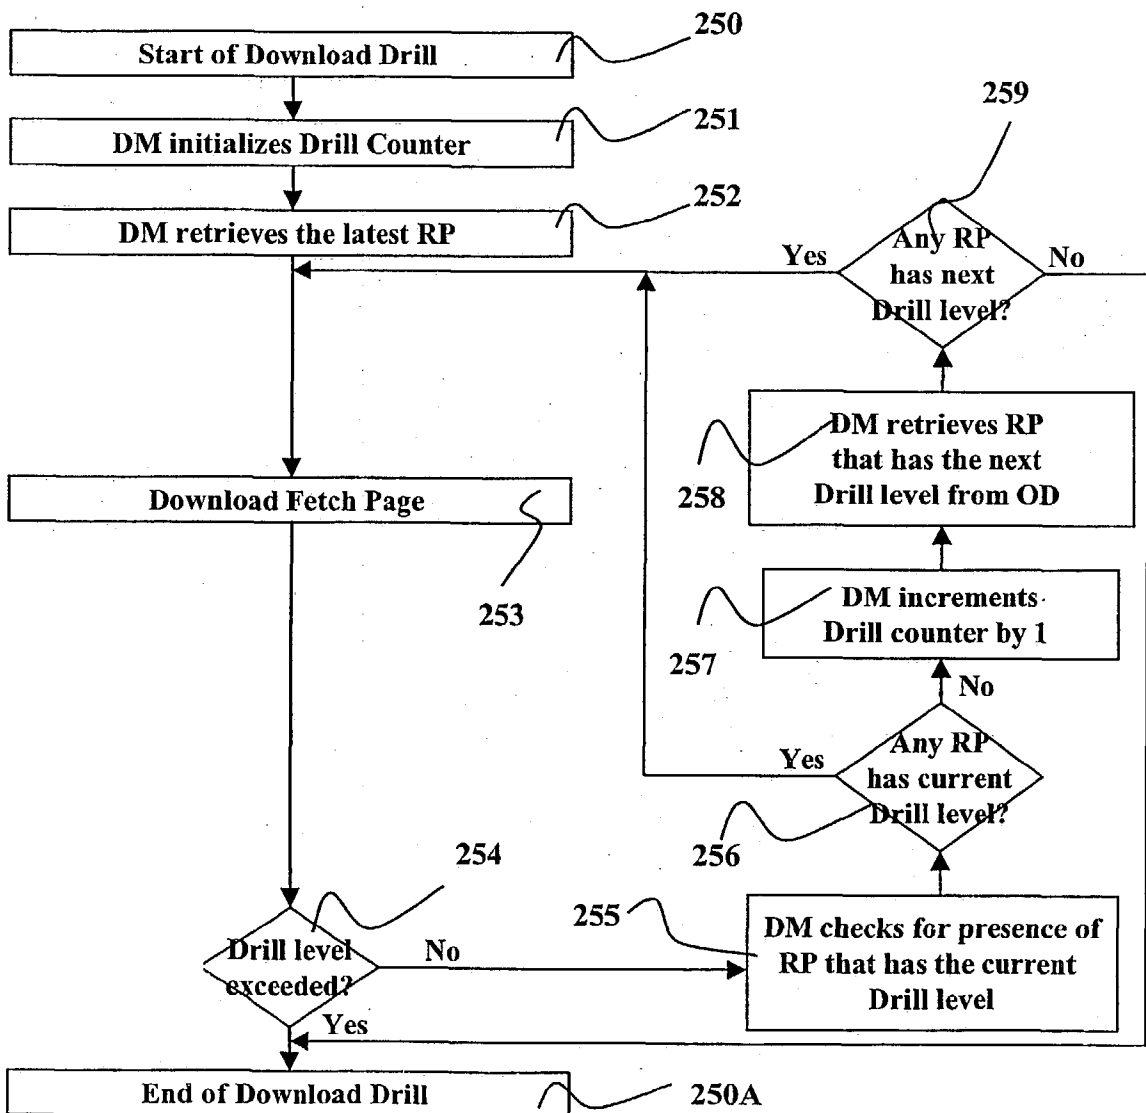 Start of Download Drill
250
DM initializes Drill Counter
251
DM retrieves the latest RP
252
259
Any RP
has next
Drill level?
Yes
No
DM retrieves RP
that has the next
Drill level from OD
258
Download Fetch Page
253
DM increments
Drill counter by 1
257
No
Any RP
has current
Drill level?
Yes
256
254
Drill level
exceeded?
No
Yes
255
DM checks for presence of
RP that has the current
Drill level
End of Download Drill
250A